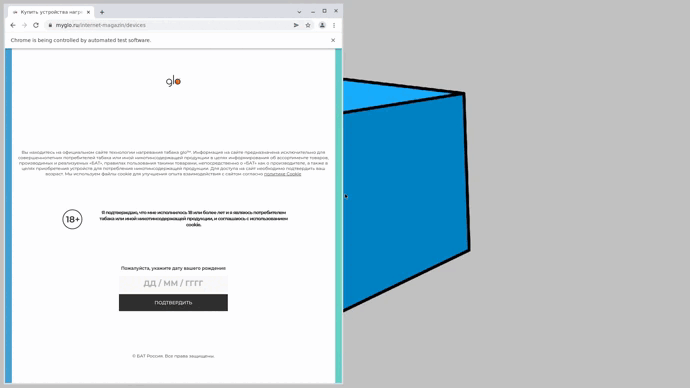 Купить устройства нагр
myglo.ru/internet-magazin/devices
Chrome is being controlled by automated test software.
glo
Вы находитесь на официальном сайте технологии нагревания табака glo™. Информация на сайте предназначена исключительно для
совершеннолетних потребителей табака или иной никотинсодержащей продукции в целях информирования об ассортименте товаров,
производимых и реализуемых «БАТ», правилах пользования такими товарами, непосредственно о «БАТ» как о производителе, а также в
целях приобретения устройств для потребления никотинсодержащей продукции. Для доступа на сайт необходимо подтвердить ваш
возраст. Мы используем файлы cookie для улучшения опыта взаимодействия с сайтом согласно политике Cookie
18+
Я подтверждаю, что мне исполнилось 18 или более лет и я являюсь потребителем
табака или иной никотинсодержащей продукции, и соглашаюсь с использованием
cookie.
Пожалуйста, укажите дату вашего рождения
ДД / ММ / ГГГГ
ПОДТВЕРДИТЬ
© БАТ Россия. Все права защищены.